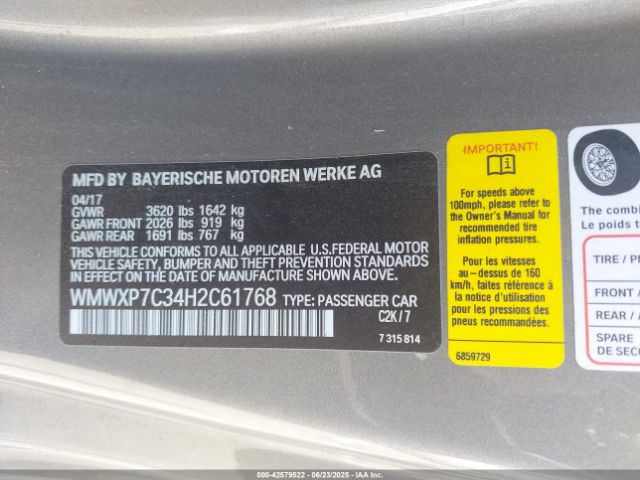 MFD BY BAYERISCHE MOTOREN WERKE AG
04/17
GVWR 3620 lbs 1642 kg
GAWR FRONT 2026 lbs 919 kg
GAWR REAR 1691 lbs 767 kg
THIS VEHICLE CONFORMS TO ALL APPLICABLE U.S.FEDERAL MOTOR
VEHICLE SAFETY, BUMPER AND THEFT PREVENTION STANDARDS
IN EFFECT ON THE DATE OF MANUFACTURE SHOWN ABOVE.
WMWXP7C34H2C61768 TYPE: PASSENGER CAR
C2K / 7
7 315 814
IMPORTANT!
For speeds above
100mph, please refer to
the Owner's Manual for
recommended tire
inflation pressures.
Pour les vitesses
au-dessus de 160
km/h, faites référence à
la notice d'utilisation
pour les pressions des
pneus recommandées.
6859729
The combin
Le poids t
TIRE / PN
FRONT /
REAR / A
SPARE
DE SECO
000-42579522 - 06/23/2025 - IAAI Inc.